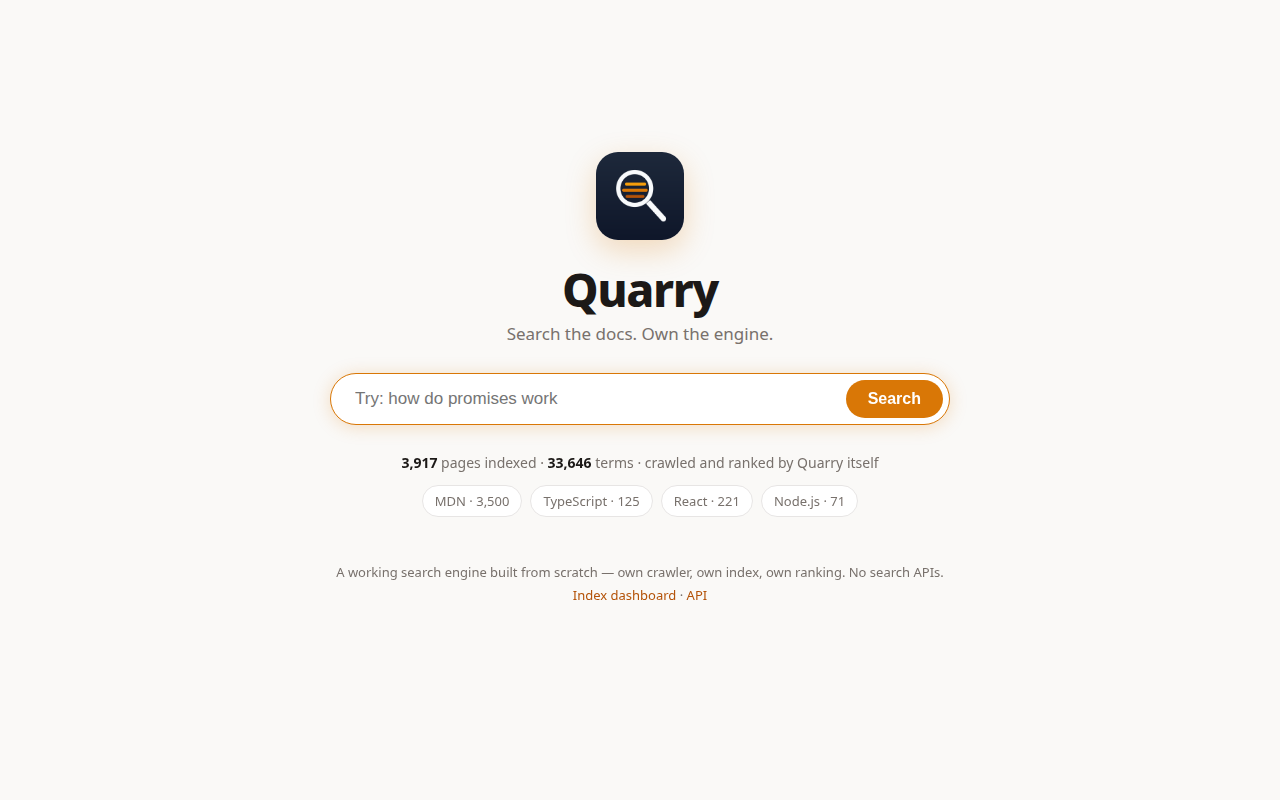 Quarry
Search the docs. Own the engine.
Try: how do promises work
Search
3,917 pages indexed · 33,646 terms · crawled and ranked by Quarry itself
MDN · 3,500
TypeScript · 125
React · 221
Node.js · 71
A working search engine built from scratch — own crawler, own index, own ranking. No search APIs.
Index dashboard · API